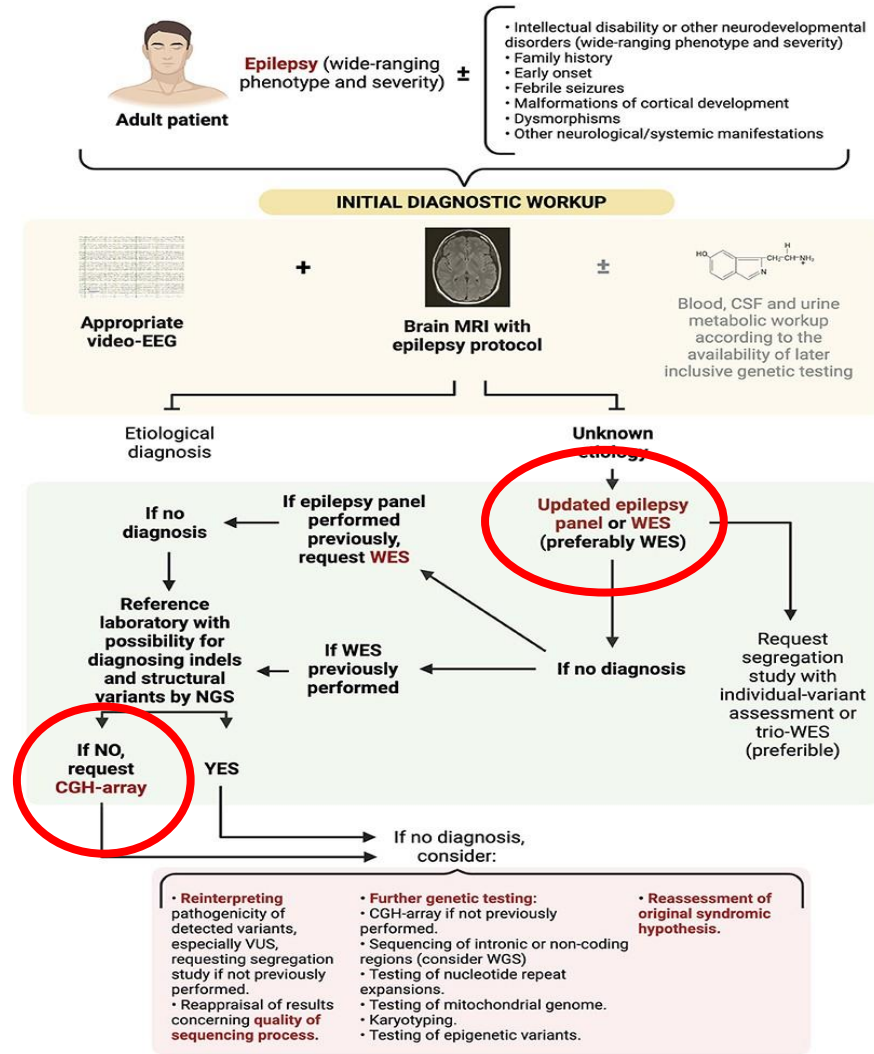 Adult patient
Epilepsy (wide-ranging
phenotype and severity)
±
• Intellectual disability or other neurodevelopmental
disorders (wide-ranging phenotype and severity)
• Family history
• Early onset
• Febrile seizures
• Malformations of cortical development
• Dysmorphisms
• Other neurological/systemic manifestations
INITIAL DIAGNOSTIC WORKUP
Appropriate
video-EEG
+
Brain MRI with
epilepsy protocol
±
HO
N
H
CH₂-CH-NH₃
+
Blood, CSF and urine
metabolic workup
according to the
availability of later
inclusive genetic testing
Etiological
diagnosis
Unknown
etiology
Updated epilepsy
panel or WES
(preferably WES)
If epilepsy panel
performed
previously,
request WES
If no
diagnosis
Reference
laboratory with
possibility for
diagnosing indels
and structural
variants by NGS
If WES
previously
performed
If no diagnosis
Request
segregation
study with
individual-variant
assessment or
trio-WES
(preferible)
If NO,
request
CGH-array
YES
If no diagnosis,
consider:
• Reinterpreting
pathogenicity of
detected variants,
especially VUS,
requesting segregation
study if not previously
performed.
• Reappraisal of results
concerning quality of
sequencing process.
• Further genetic testing:
• CGH-array if not previously
performed.
• Sequencing of intronic or non-coding
regions (consider WGS)
• Testing of nucleotide repeat
expansions.
• Testing of mitochondrial genome.
• Karyotyping.
• Testing of epigenetic variants.
• Reassessment of
original syndromic
hypothesis.